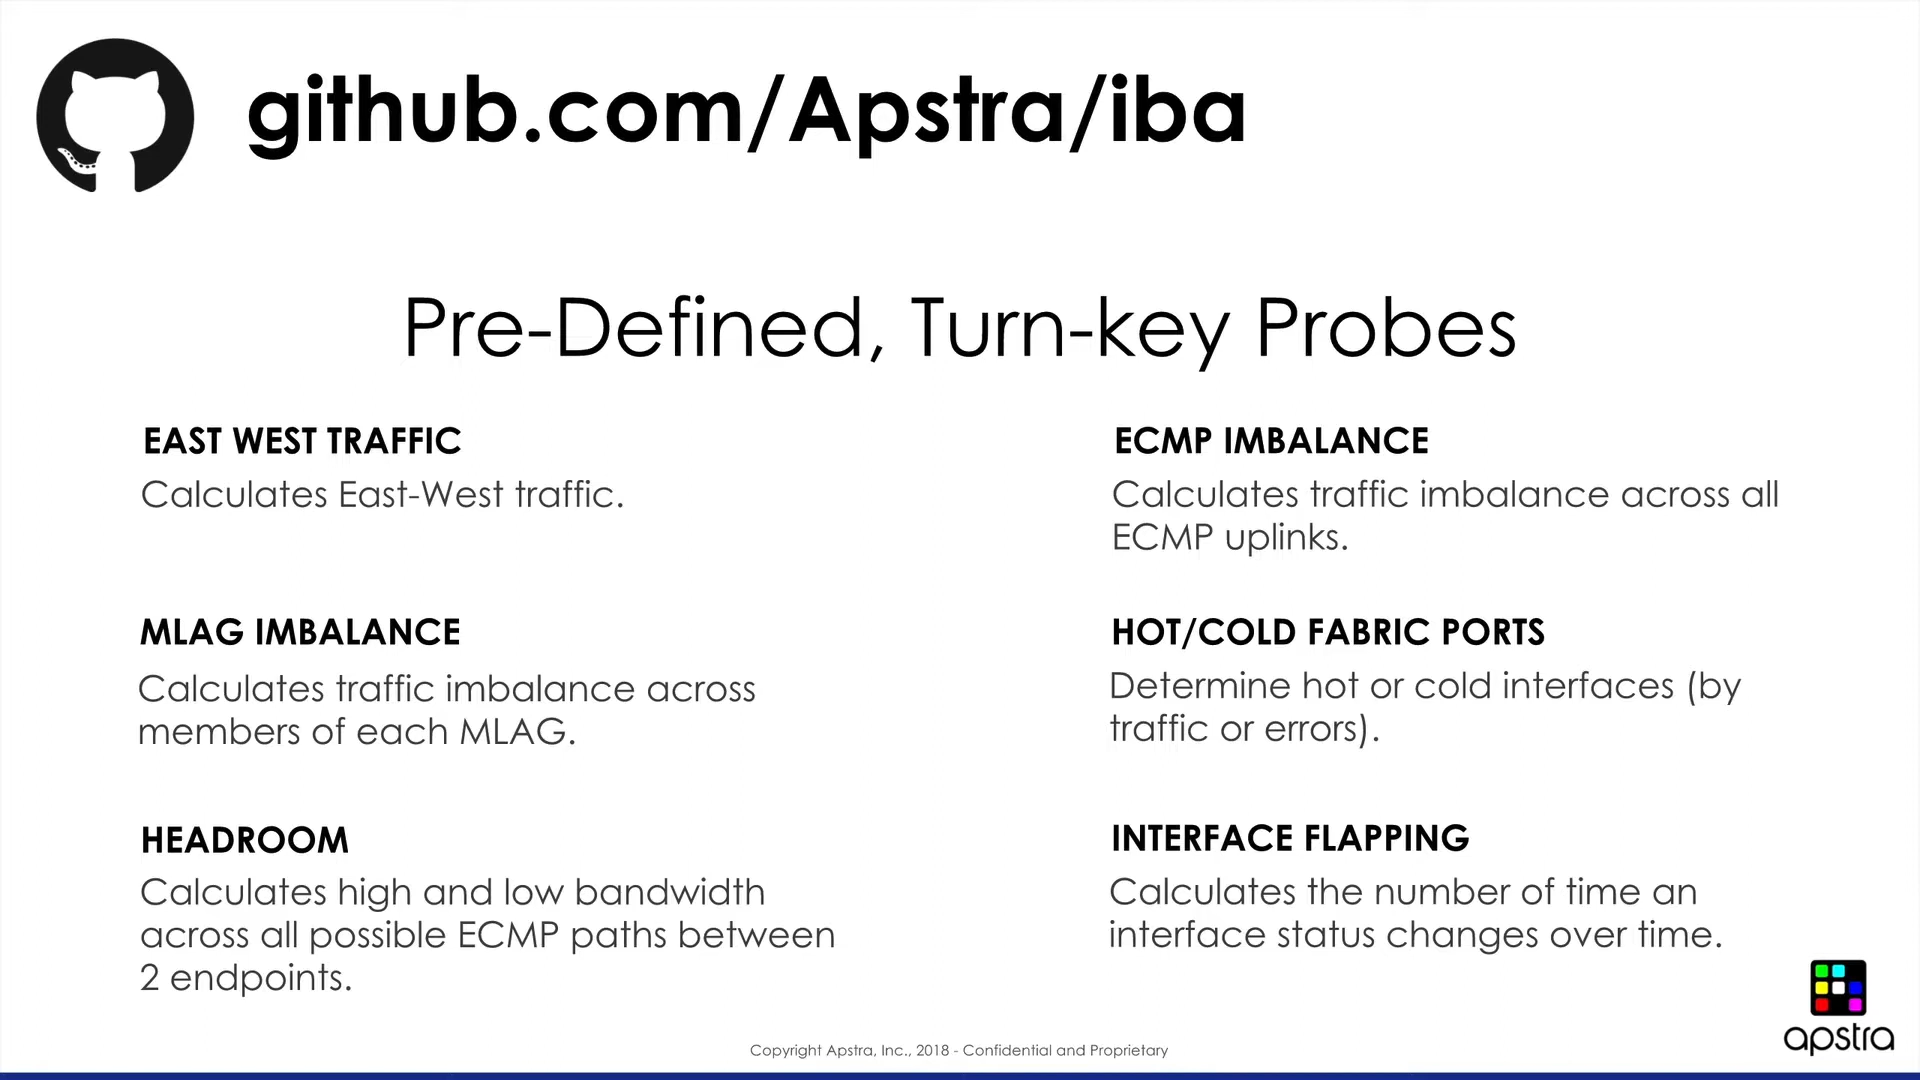 github.com/Apstra/iba
Pre-Defined, Turn-key Probes
EAST WEST TRAFFIC
Calculates East-West traffic.
ECMP IMBALANCE
Calculates traffic imbalance across all
ECMP uplinks.
MLAG IMBALANCE
Calculates traffic imbalance across
members of each MLAG.
HOT/COLD FABRIC PORTS
Determine hot or cold interfaces (by
traffic or errors).
HEADROOM
Calculates high and low bandwidth
across all possible ECMP paths between
2 endpoints.
INTERFACE FLAPPING
Calculates the number of time an
interface status changes over time.
apstra
Copyright Apstra, Inc., 2018 - Confidential and Proprietary